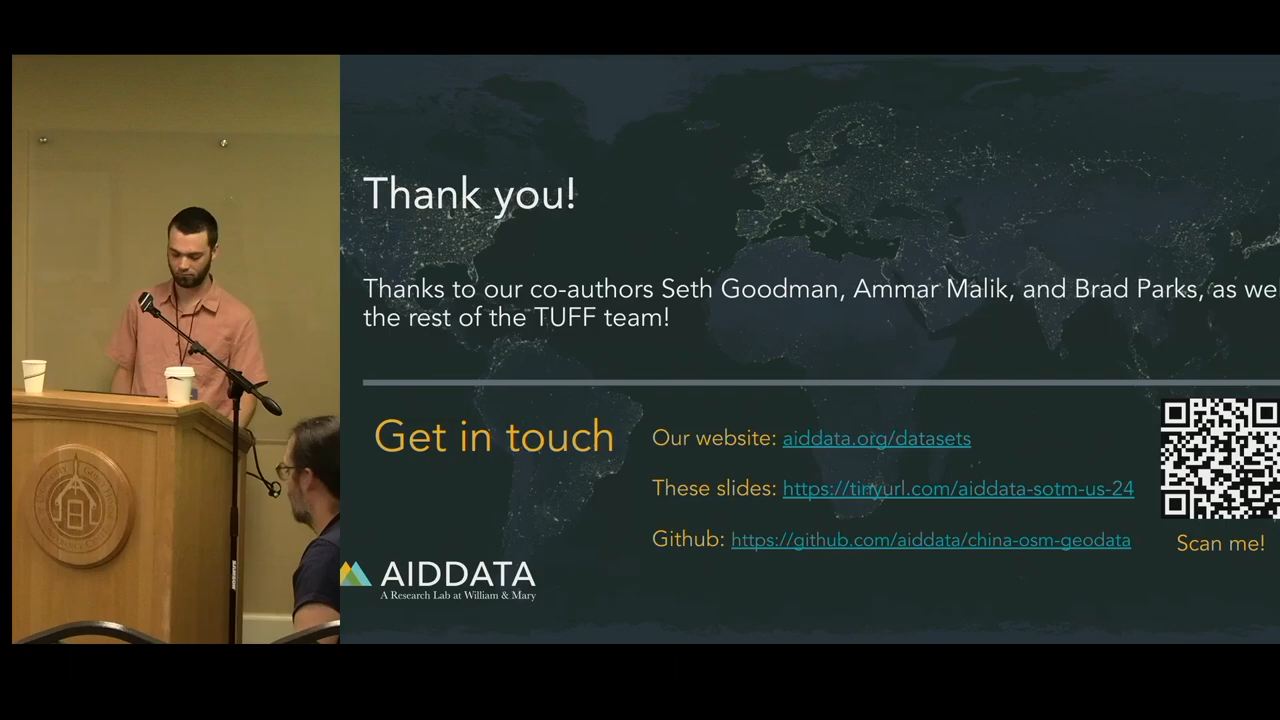 Thank you!
Thanks to our co-authors Seth Goodman, Ammar Malik, and Brad Parks, as we
the rest of the TUFF team!
Get in touch
Our website: aiddata.org/datasets
These slides: https://tinyurl.com/aiddata-sotm-us-24
Github: https://github.com/aiddata/china-osm-geodata
Scan me!
AIDDATA
A Research Lab at William & Mary
SAMSON